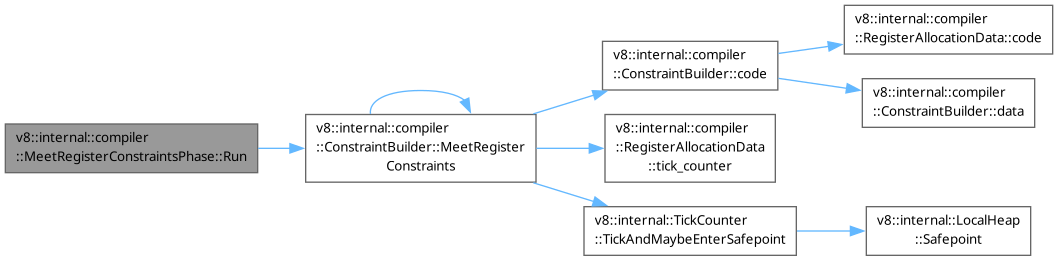 v8::internal::compiler
::MeetRegisterConstraintsPhase::Run
v8::internal::compiler
::ConstraintBuilder::MeetRegister
Constraints
v8::internal::compiler
::ConstraintBuilder::code
v8::internal::compiler
::RegisterAllocationData::code
v8::internal::compiler
::ConstraintBuilder::data
v8::internal::compiler
::RegisterAllocationData
::tick_counter
v8::internal::TickCounter
::TickAndMaybeEnterSafepoint
v8::internal::LocalHeap
::Safepoint